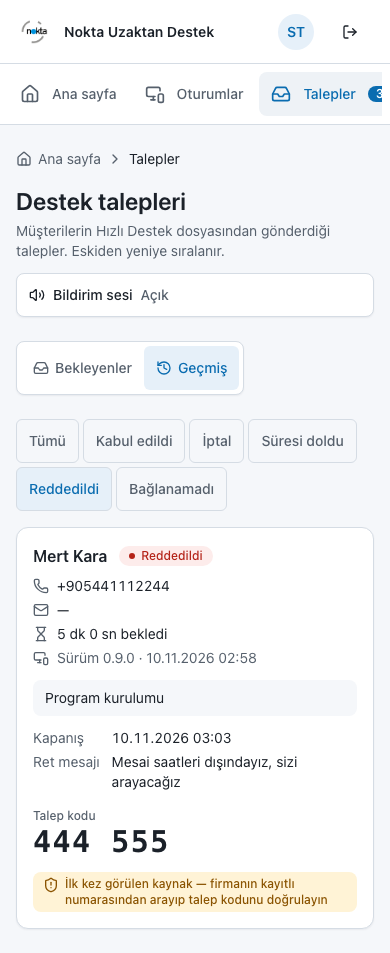 nokta Nokta Uzaktan Destek ST
Ana sayfa Oturumlar Talepler 3
Ana sayfa > Talepler
Destek talepleri
Müşterilerin Hızlı Destek dosyasından gönderdiği
talepler. Eskiden yeniye sıralanır.
Bildirim sesi Açık
Bekleyenler Geçmiş
Tümü Kabul edildi İptal Süresi doldu
Reddedildi Bağlanamadı
Mert Kara Reddedildi
+905441112244
—
5 dk 0 sn bekledi
Sürüm 0.9.0 · 10.11.2026 02:58
Program kurulumu
Kapanış 10.11.2026 03:03
Ret mesajı Mesai saatleri dışındayız, sizi
arayacağız
Talep kodu
444 555
İlk kez görülen kaynak — firmanın kayıtlı
numarasından arayıp talep kodunu doğrulayın